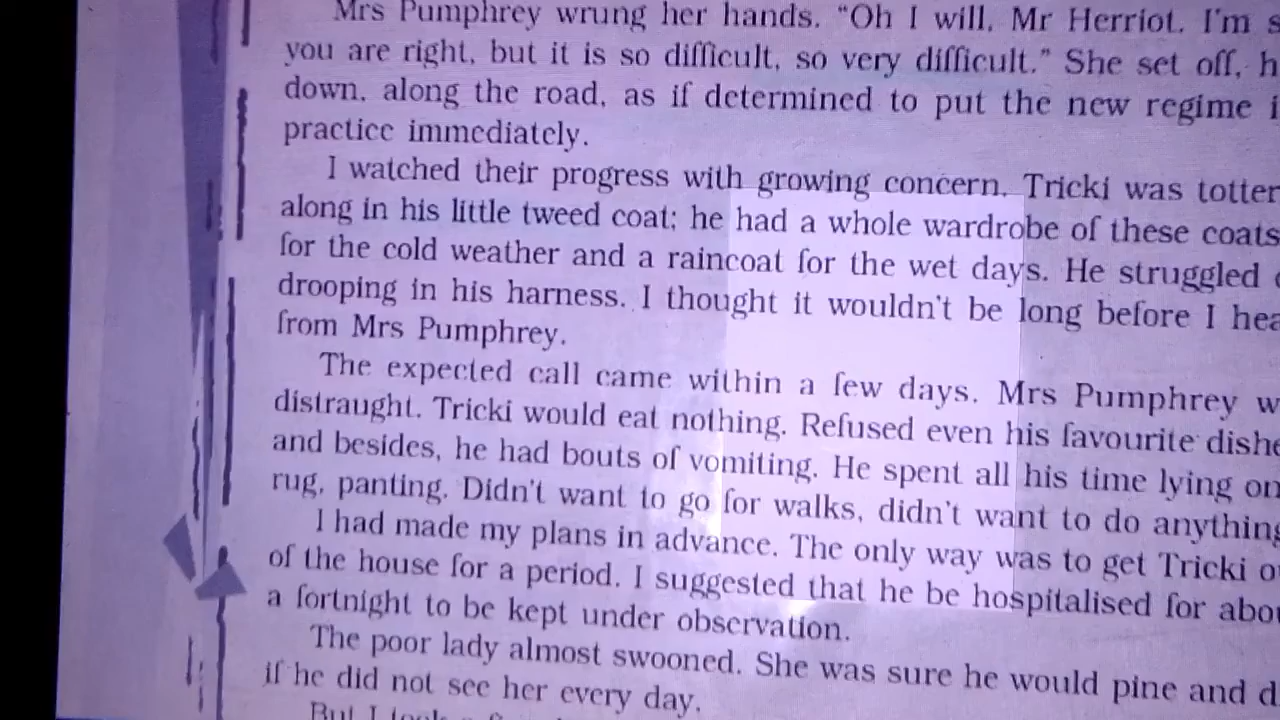 Mrs Pumphrey wrung her hands. "Oh I will, Mr Herriot. I'm
you are right, but it is so difficult, so very difficult." She set off,
down, along the road, as if determined to put the new regime
practice immediately.
I watched their progress with growing concern. Tricki was totter
along in his little tweed coat; he had a whole wardrobe of these coats
for the cold weather and a raincoat for the wet days. He struggled
drooping in his harness. I thought it wouldn't be long before I hea
from Mrs Pumphrey.
The expected call came within a few days. Mrs Pumphrey w
distraught. Tricki would eat nothing. Refused even his favourite dishe
and besides, he had bouts of vomiting. He spent all his time lying on
rug, panting. Didn't want to go for walks, didn't want to do anything
I had made my plans in advance. The only way was to get Tricki o
of the house for a period. I suggested that he be hospitalised for abo
a fortnight to be kept under observation.
The poor lady almost swooned. She was sure he would pine and d
if he did not see her every day.
But I